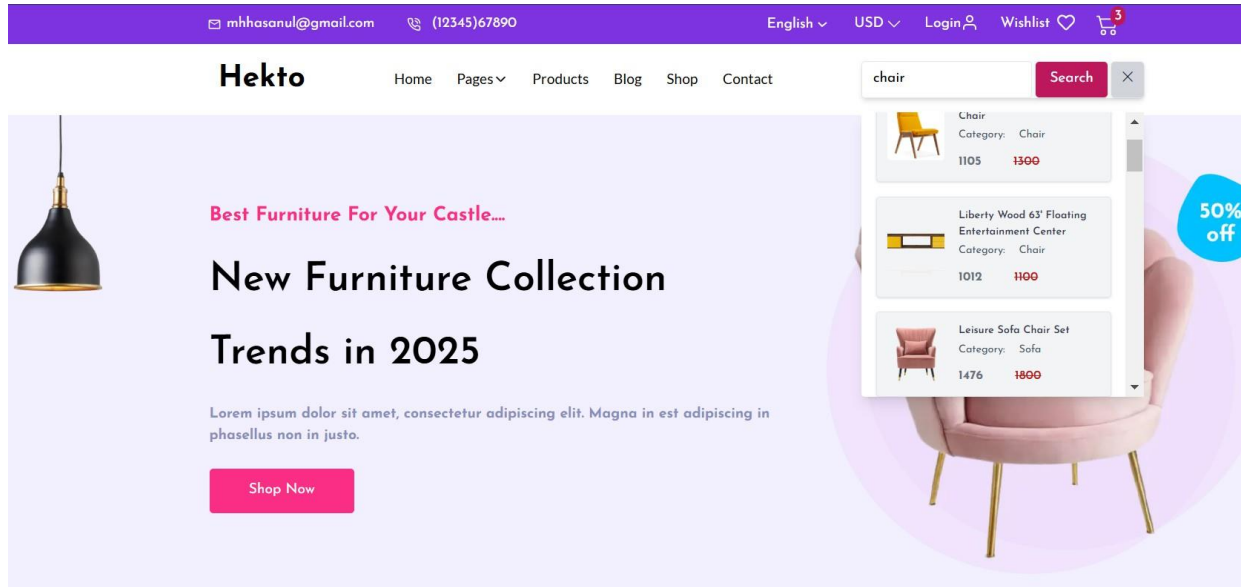 mhhasanul@gmail.com (12345)67890 English USD Login Wishlist 3
Hekto Home Pages Products Blog Shop Contact chair Search
Chair
Category: Chair
1105 1300
Liberty Wood 63' Floating
Entertainment Center
Category: Chair
1012 1100
Leisure Sofa Chair Set
Category: Sofa
1476 1800
50%
off
Best Furniture For Your Castle....
New Furniture Collection
Trends in 2025
Lorem ipsum dolor sit amet, consectetur adipiscing elit. Magna in est adipiscing in
phasellus non in justo.
Shop Now